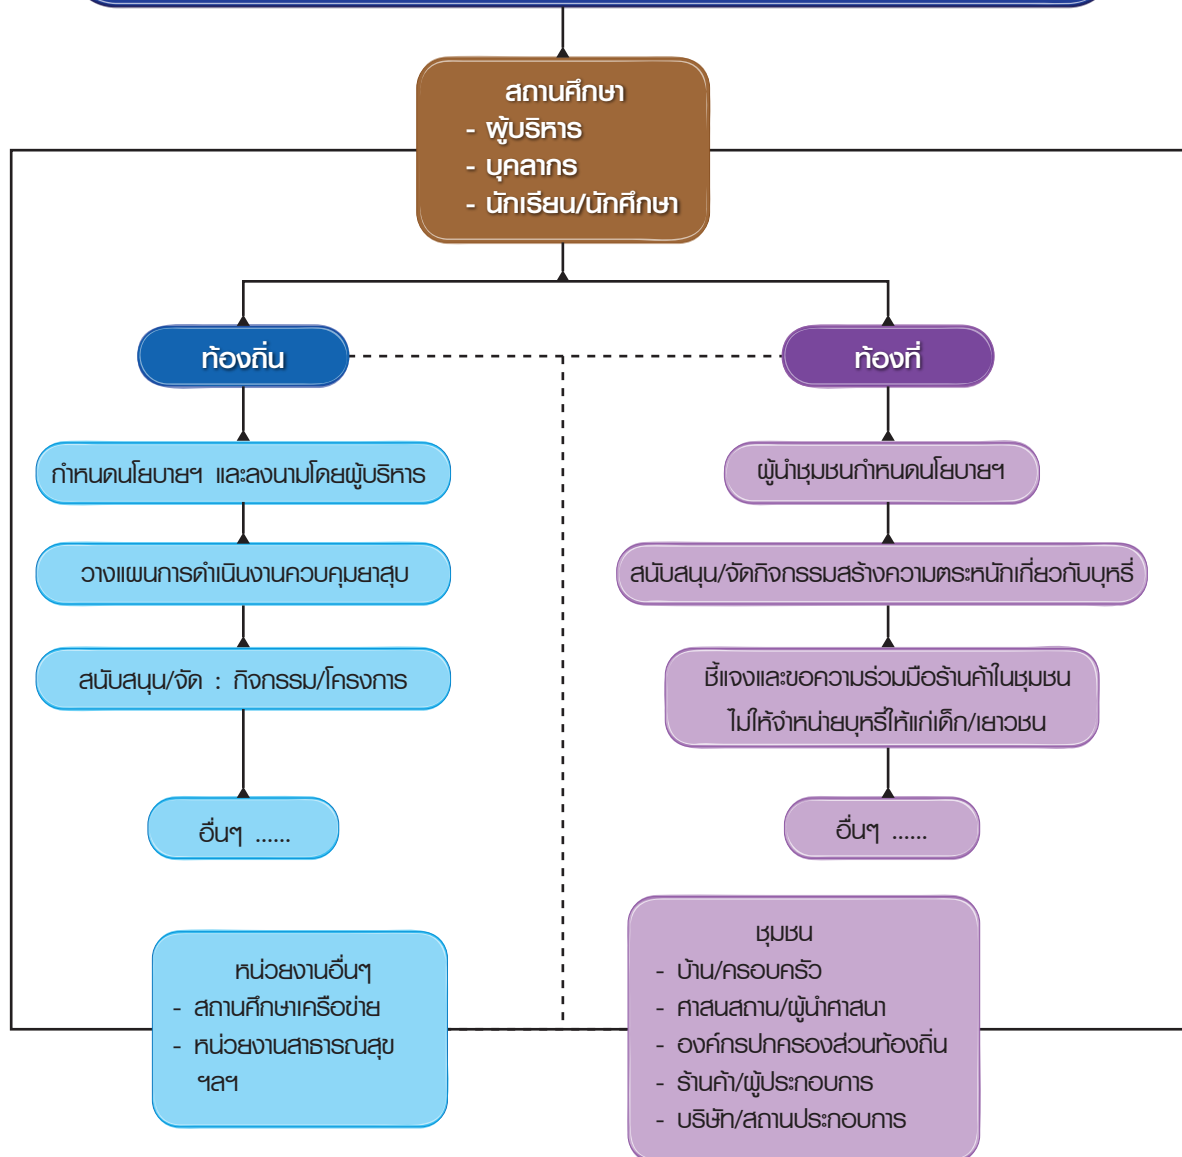 สถานศึกษา
- ผู้บริหาร
- บุคลากร
- นักเรียน/นักศึกษา
ท้องถิ่น
ท้องที่
กำหนดนโยบายฯ และลงนามโดยผู้บริหาร
ผู้นำชุมชนกำหนดนโยบายฯ
วางแผนการดำเนินงานควบคุมยาสูบ
สนับสนุน/จัดกิจกรรมสร้างความตระหนักเกี่ยวกับบุหรี่
สนับสนุน/จัด : กิจกรรม/โครงการ
ชี้แจงและขอความร่วมมือร้านค้าในชุมชน
ไม่ให้จำหน่ายบุหรี่ให้แก่เด็ก/เยาวชน
อื่นๆ ......
อื่นๆ ......
หน่วยงานอื่นๆ
- สถานศึกษาเครือข่าย
- หน่วยงานสาธารณสุข
ฯลฯ
ชุมชน
- บ้าน/ครอบครัว
- ศาสนสถาน/ผู้นำศาสนา
- องค์กรปกครองส่วนท้องถิ่น
- ร้านค้า/ผู้ประกอบการ
- บริษัท/สถานประกอบการ